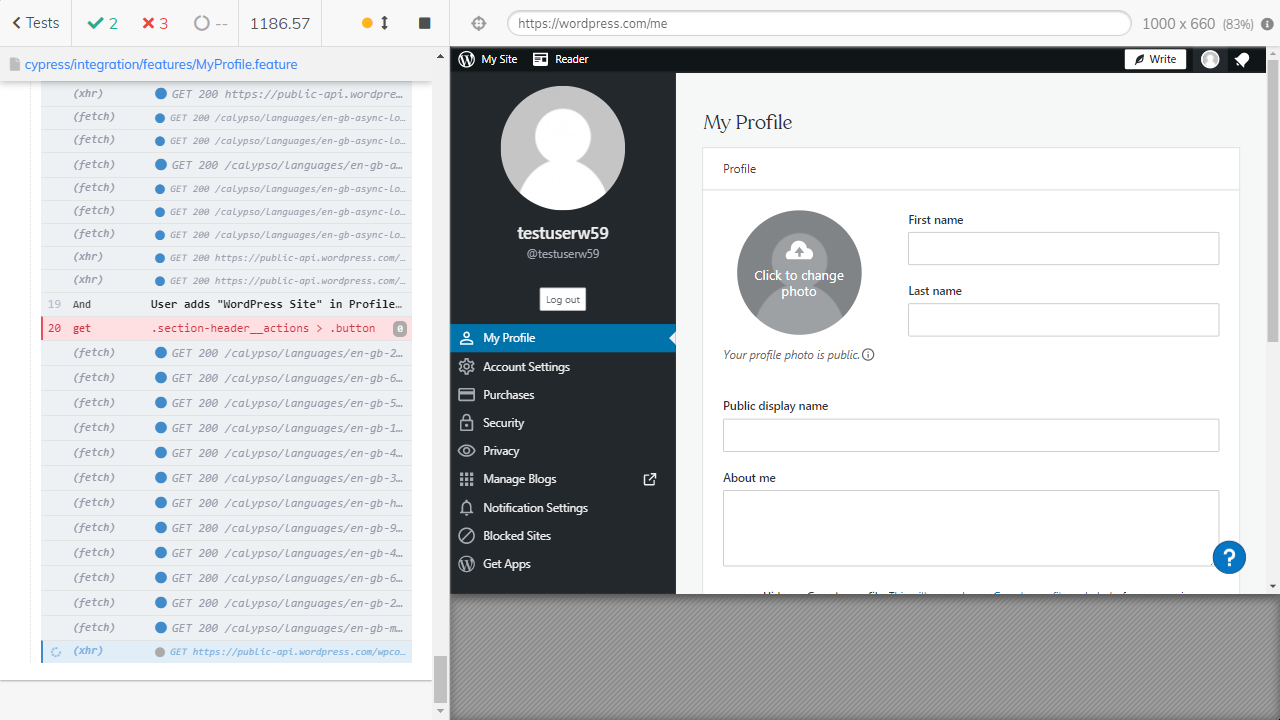 Tests
2
3
--
1186.57
https://wordpress.com/me
1000 x 660 (83%)
cypress/integration/features/MyProfile.feature
(xhr) GET 200 https://public-api.wordpre...
(fetch) GET 200 /calypso/languages/en-gb-async-lo...
(fetch) GET 200 /calypso/languages/en-gb-async-lo...
(fetch) GET 200 /calypso/languages/en-gb-a...
(fetch) GET 200 /calypso/languages/en-gb-async-lo...
(fetch) GET 200 /calypso/languages/en-gb-async-lo...
(fetch) GET 200 /calypso/languages/en-gb-async-lo...
(xhr) GET 200 https://public-api.wordpress.com/...
(xhr) GET 200 https://public-api.wordpress.com/...
19 And User adds "WordPress Site" in Profile...
20 get .section-header__actions > .button 0
(fetch) GET 200 /calypso/languages/en-gb-2...
(fetch) GET 200 /calypso/languages/en-gb-6...
(fetch) GET 200 /calypso/languages/en-gb-5...
(fetch) GET 200 /calypso/languages/en-gb-1...
(fetch) GET 200 /calypso/languages/en-gb-4...
(fetch) GET 200 /calypso/languages/en-gb-3...
(fetch) GET 200 /calypso/languages/en-gb-h...
(fetch) GET 200 /calypso/languages/en-gb-9...
(fetch) GET 200 /calypso/languages/en-gb-4...
(fetch) GET 200 /calypso/languages/en-gb-6...
(fetch) GET 200 /calypso/languages/en-gb-2...
(fetch) GET 200 /calypso/languages/en-gb-m...
(xhr) GET https://public-api.wordpress.com/wpco...
My Site
Reader
Write
testuserw59
@testuserw59
Log out
My Profile
Account Settings
Purchases
Security
Privacy
Manage Blogs
Notification Settings
Blocked Sites
Get Apps
My Profile
Profile
Click to change
photo
Your profile photo is public.
First name
Last name
Public display name
About me
?